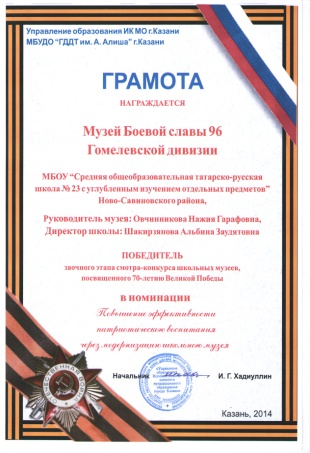 Управление образования ИК МО г.Казани
МБУДО "ГДДТ им. А. Алиша" г.Казани
ГРАМОТА
НАГРАЖДАЕТСЯ
Музей Боевой славы 96
Гомелевской дивизии
МБОУ "Средняя общеобразовательная татарско-русская
школа № 23 с углубленным изучением отдельных предметов"
Ново-Савиновского района,
Руководитель музея: Овчинникова Нажия Гарафовна,
Директор школы: Шакирзянова Альбина Заудятовна
ПОБЕДИТЕЛЬ
заочного этапа смотра-конкурса школьных музеев,
посвященного 70-летию Великой Победы
в номинации
Повышение эффективности
патриотического воспитания
через модернизацию школьного музея
Начальник
И. Г. Хадиуллин
Казань, 2014